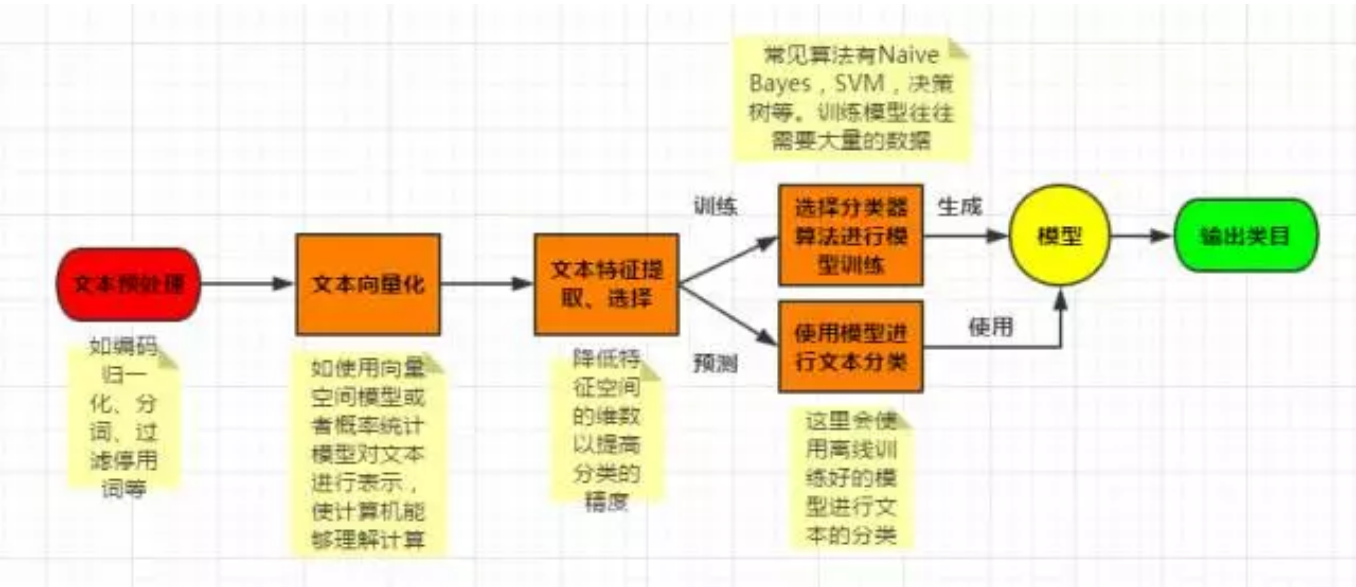 常见算法有Naive
Bayes，SVM，决策
树等。训练模型往往
需要大量的数据
训练
选择分类器
算法进行模
型训练
生成
模型
输出类目
文本预处理
文本向量化
文本特征提
取、选择
预测
使用模型进
行文本分类
使用
如编码
归一
化、分
词、过
滤停用
词等
如使用向量
空间模型或
者概率统计
模型对文本
进行表示，
使计算机能
够理解计算
降低特
征空间
的维数
以提高
分类的
精度
这里会使
用离线训
练好的模
型进行文
本的分类